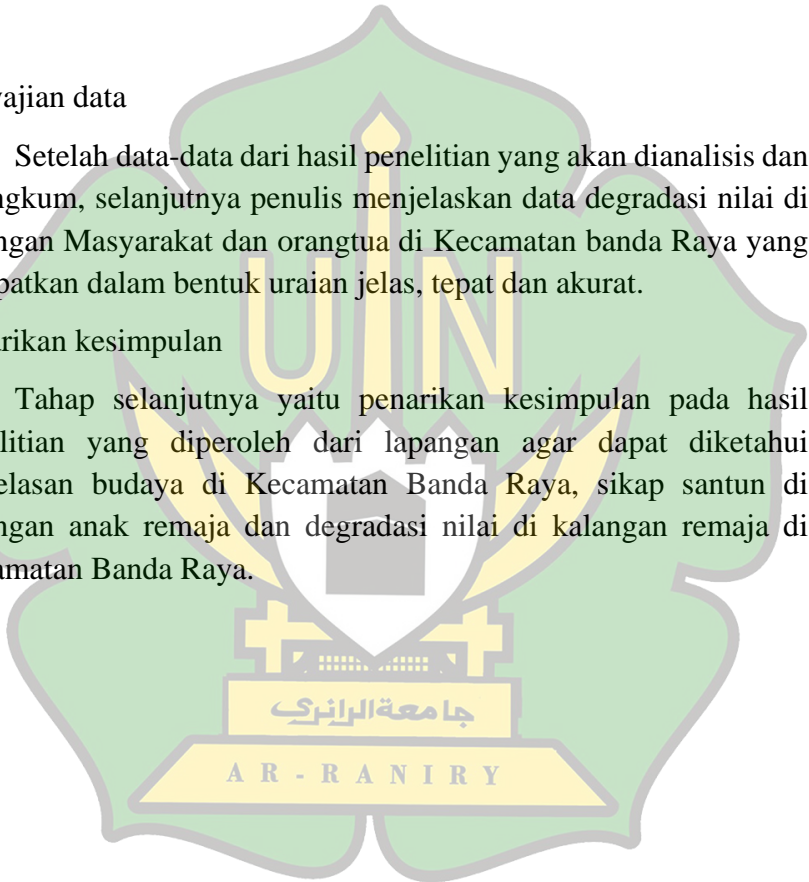 yajian data
Setelah data-data dari hasil penelitian yang akan dianalisis dan
ngkum, selanjutnya penulis menjelaskan data degradasi nilai di
ngan Masyarakat dan orangtua di Kecamatan banda Raya yang
patkan dalam bentuk uraian jelas, tepat dan akurat.
arikan kesimpulan
Tahap selanjutnya yaitu penarikan kesimpulan pada hasil
litian yang diperoleh dari lapangan agar dapat diketahui
elasan budaya di Kecamatan Banda Raya, sikap santun di
ngan anak remaja dan degradasi nilai di kalangan remaja di
amatan Banda Raya.
UIN
جامعة الرانري
AR-RANIRY